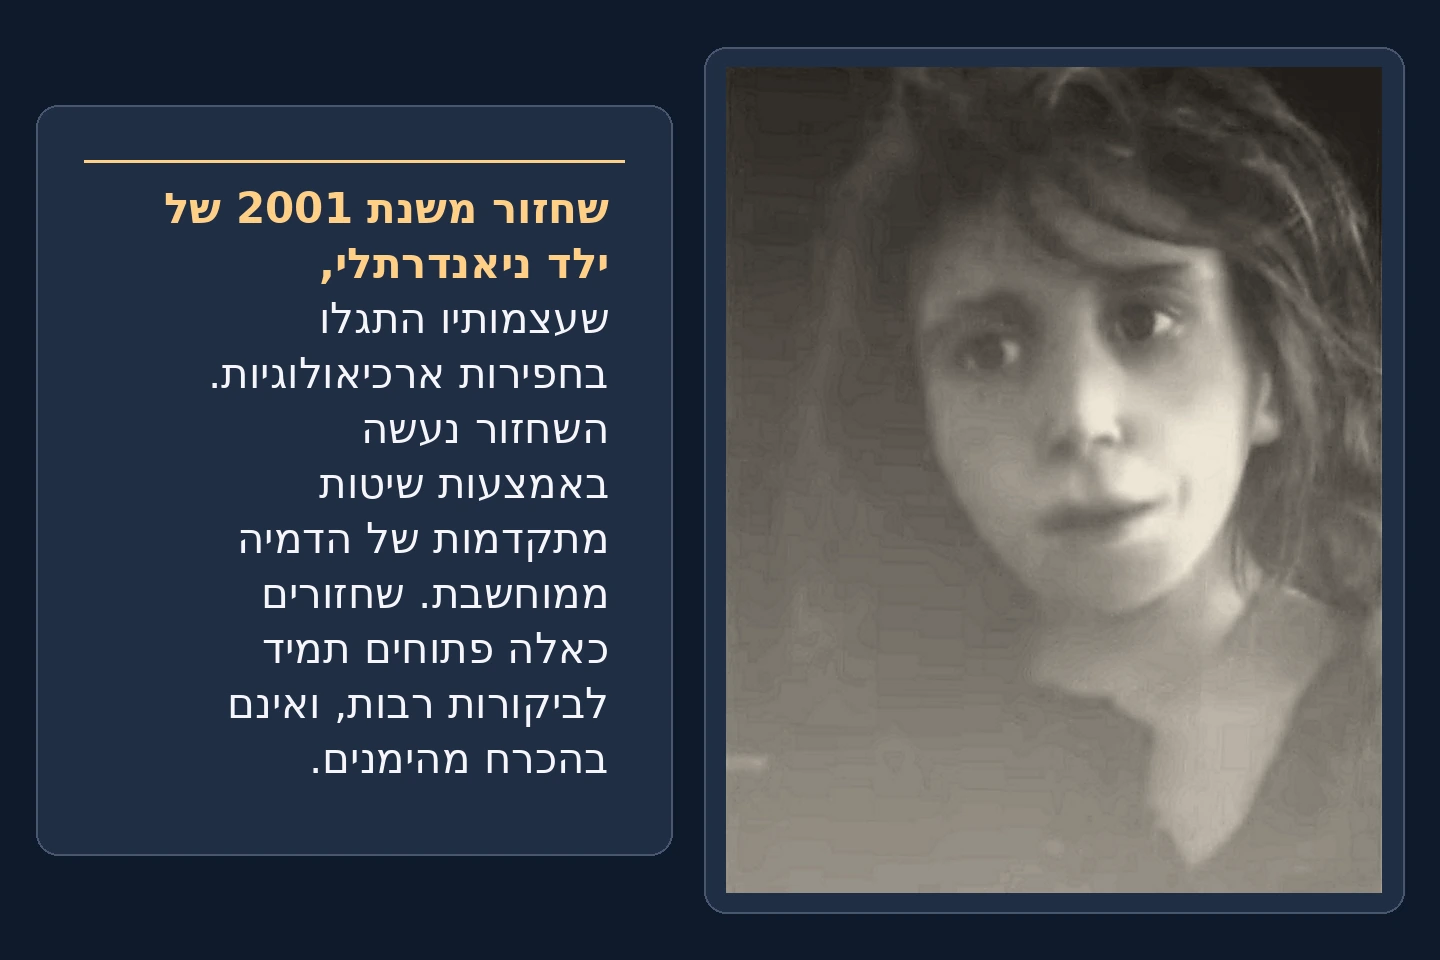 שחזור משנת 2001 של
ילד ניאנדרתלי,
שעצמותיו התגלו
בחפירות ארכיאולוגיות.
השחזור נעשה
באמצעות שיטות
מתקדמות של הדמיה
ממוחשבת. שחזורים
כאלה פתוחים תמיד
לביקורות רבות, ואינם
בהכרח מהימנים.